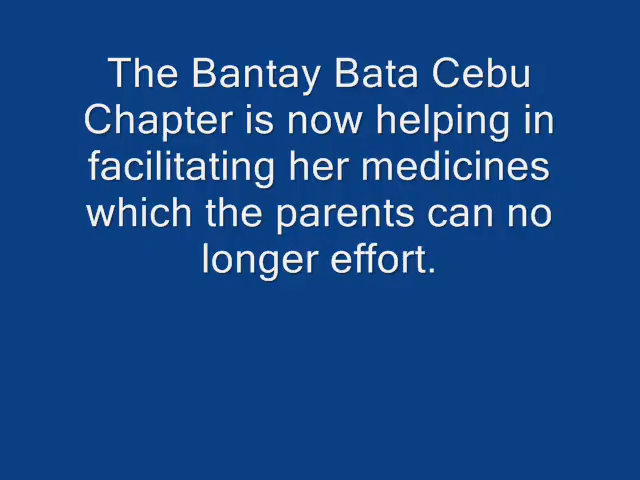 The Bantay Bata Cebu
Chapter is now helping in
facilitating her medicines
which the parents can no
longer effort.